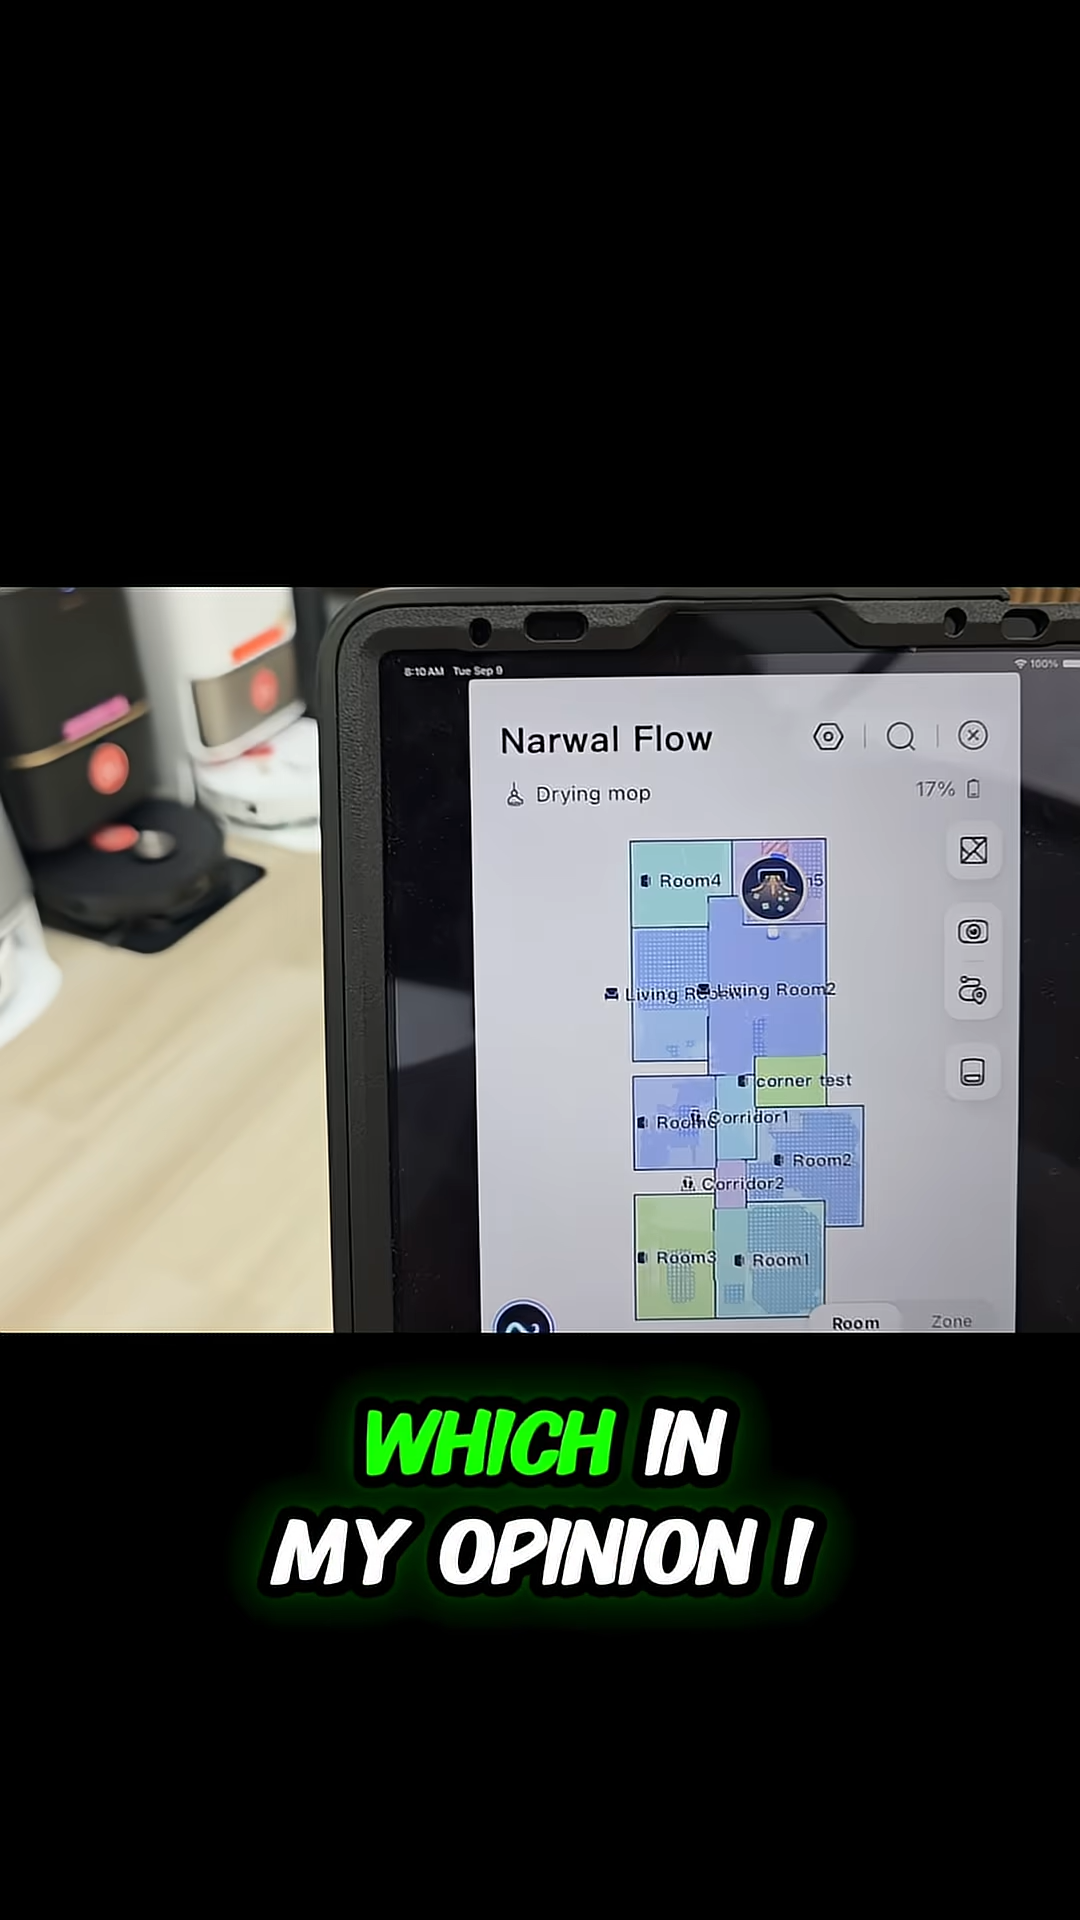 8:10 AM Tue Sep 9
100%
Narwal Flow
Drying mop
17%
Room4
Living
Living Room2
corner test
Corridor1
Room2
Corridor2
Room3
Room1
Room
Zone
WHICH IN
MY OPINION I